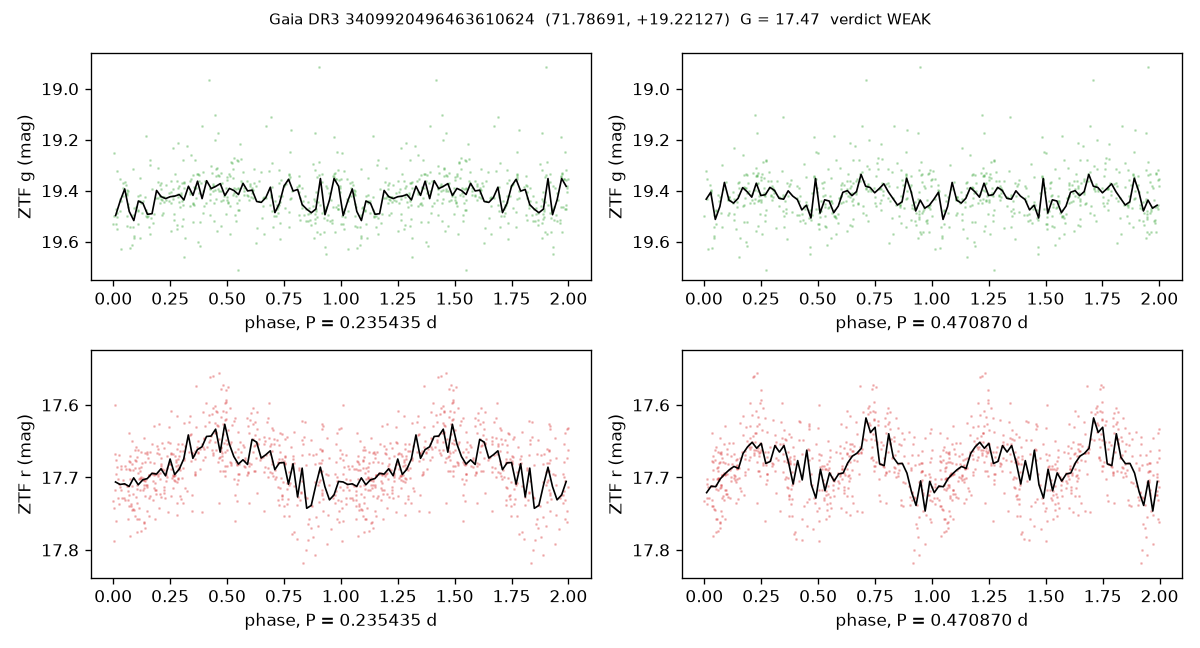 Gaia DR3 3409920496463610624 (71.78691, +19.22127) G = 17.47 verdict WEAK
ZTF g (mag)
19.0
19.2
19.4
19.6
0.00 0.25 0.50 0.75 1.00 1.25 1.50 1.75 2.00
phase, P = 0.235435 d
ZTF g (mag)
19.0
19.2
19.4
19.6
0.00 0.25 0.50 0.75 1.00 1.25 1.50 1.75 2.00
phase, P = 0.470870 d
ZTF r (mag)
17.6
17.7
17.8
0.00 0.25 0.50 0.75 1.00 1.25 1.50 1.75 2.00
phase, P = 0.235435 d
ZTF r (mag)
17.6
17.7
17.8
0.00 0.25 0.50 0.75 1.00 1.25 1.50 1.75 2.00
phase, P = 0.470870 d